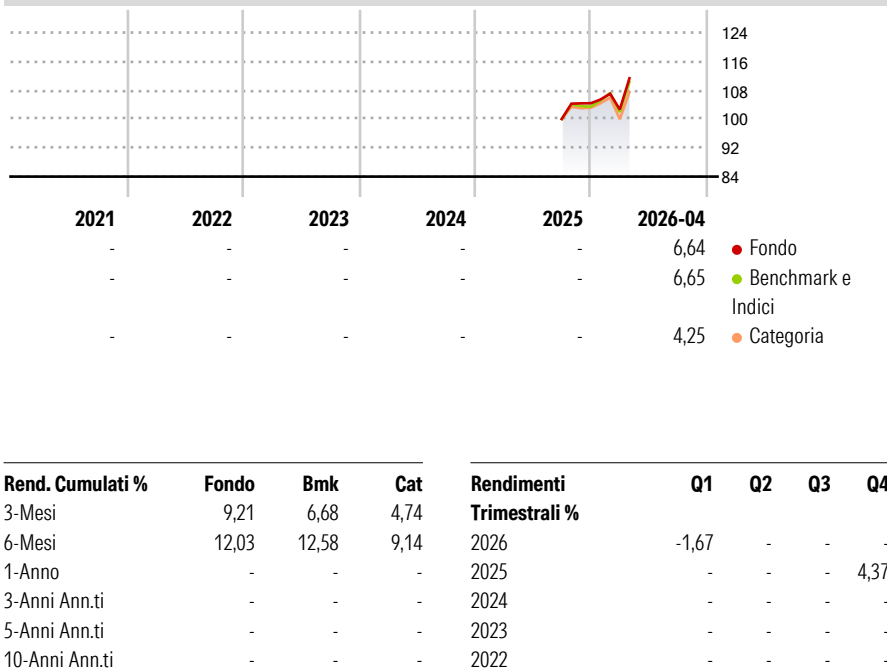 124
116
108
100
92
84
2021 2022 2023 2024 2025 2026-04
- - - - - 6,64 Fondo
- - - - - 6,65 Benchmark e
Indici
- - - - - 4,25 Categoria
Rend. Cumulati % Fondo Bmk Cat
3-Mesi 9,21 6,68 4,74
6-Mesi 12,03 12,58 9,14
1-Anno - - -
3-Anni Ann.ti - - -
5-Anni Ann.ti - - -
10-Anni Ann.ti - - -
Rendimenti Q1 Q2 Q3 Q4
Trimestrali %
2026 -1,67 - - -
2025 - - - 4,37
2024 - - - -
2023 - - - -
2022 - - - -